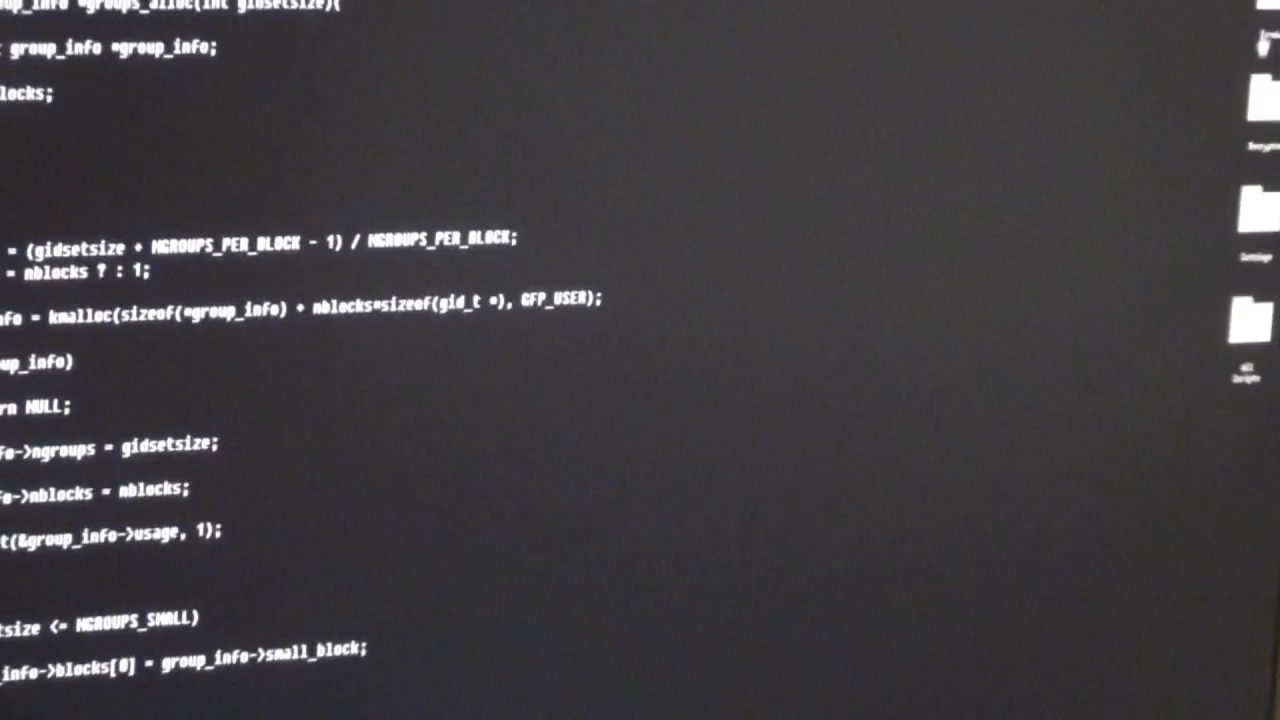 up_info *groups_alloc(int gidsetsize){
group_info *group_info;
locks;
= (gidsetsize + NGROUPS_PER_BLOCK - 1) / NGROUPS_PER_BLOCK;
= nblocks ? : 1;
nfo = kmalloc(sizeof(*group_info) + nblocks*sizeof(gid_t *), GFP_USER);
up_info)
rn NULL;
fo->ngroups = gidsetsize;
fo->nblocks = nblocks;
t(&group_info->usage, 1);
tsize <= NGROUPS_SMALL)
_info->blocks[0] = group_info->small_block;